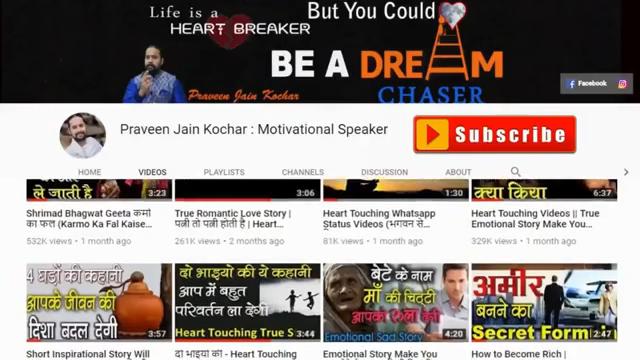 Life is a
HEART BREAKER
But You Could
BE A DREAM
CHASER
Praveen Jain Kochar
Facebook
Praveen Jain Kochar : Motivational Speaker
Subscribe
HOME VIDEOS PLAYLISTS CHANNELS DISCUSSION ABOUT
ले जाती है
3:23
3:06
1:30
क्या किया
6:37
Shrimad Bhagwat Geeta कर्मा
का फल (Karmo Ka Fal Kaise...
532K views • 1 month ago
True Romantic Love Story |
पत्नी तो पत्नी होती है | Heart...
261K views • 2 months ago
Heart Touching Whatsapp
Status Videos (भगवन से...
81K views • 1 month ago
Heart Touching Videos || True
Emotional Story Make You...
329K views • 1 month ago
4 घड़ों की कहानी
आपके जीवन की
दिशा बदल देगी
3:57
दो भाइयो की ये कहानी
आप में बहुत
परिवर्तन ला देगी
Heart Touching True S
3:44
बेटे के नाम
माँ की चिट्ठी
आपको रुला देगी
Emotional Sad Story
4:20
अमीर
बनने का
Secret Form
4:47
Short Inspirational Story Will
दो भाइयों की - Heart Touching
Emotional Story Make You
How to Become Rich |